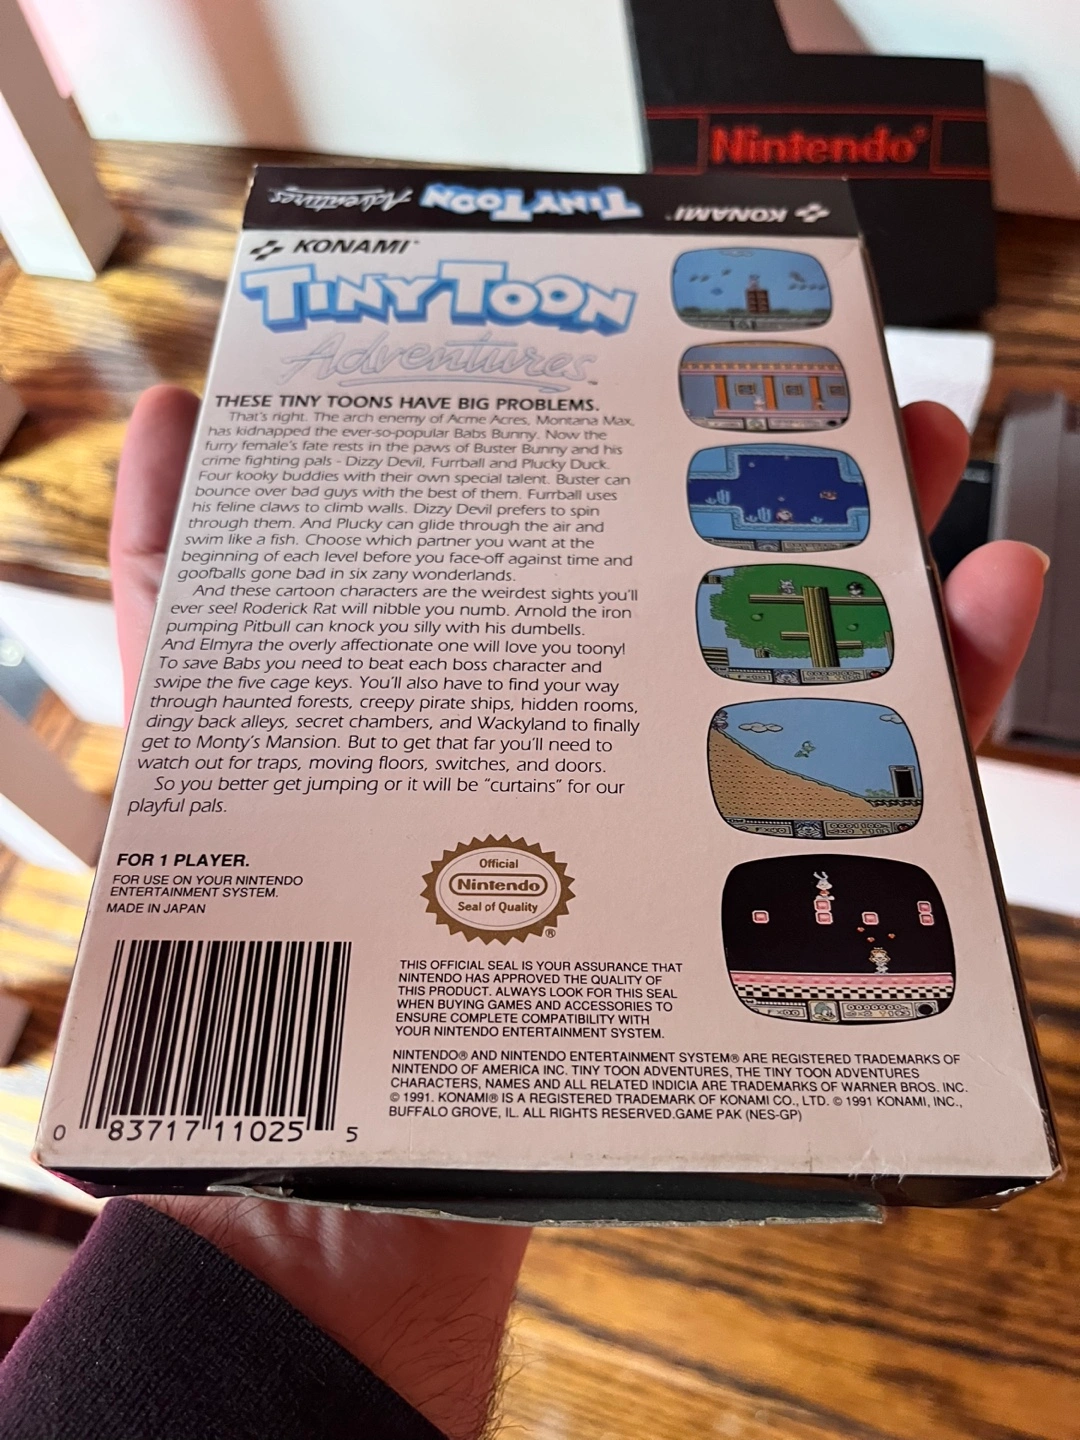 Nintendo®
KONAMI
TINY TOON
Adventures
KONAMI
TINY TOON
Adventures
THESE TINY TOONS HAVE BIG PROBLEMS.
That's right. The arch enemy of Acme Acres, Montana Max,
has kidnapped the ever-so-popular Babs Bunny. Now the
furry female's fate rests in the paws of Buster Bunny and his
crime fighting pals - Dizzy Devil, Furrball and Plucky Duck.
Four kooky buddies with their own special talent. Buster can
bounce over bad guys with the best of them. Furrball uses
his feline claws to climb walls. Dizzy Devil prefers to spin
through them. And Plucky can glide through the air and
swim like a fish. Choose which partner you want at the
beginning of each level before you face-off against time and
goofballs gone bad in six zany wonderlands.
And these cartoon characters are the weirdest sights you'll
ever see! Roderick Rat will nibble you numb. Arnold the iron
pumping Pitbull can knock you silly with his dumbells.
And Elmyra the overly affectionate one will love you toony!
To save Babs you need to beat each boss character and
swipe the five cage keys. You'll also have to find your way
through haunted forests, creepy pirate ships, hidden rooms,
dingy back alleys, secret chambers, and Wackyland to finally
get to Monty's Mansion. But to get that far you'll need to
watch out for traps, moving floors, switches, and doors.
So you better get jumping or it will be "curtains" for our
playful pals.
FOR 1 PLAYER.
FOR USE ON YOUR NINTENDO
ENTERTAINMENT SYSTEM.
MADE IN JAPAN
Official
Nintendo
Seal of Quality
®
THIS OFFICIAL SEAL IS YOUR ASSURANCE THAT
NINTENDO HAS APPROVED THE QUALITY OF
THIS PRODUCT. ALWAYS LOOK FOR THIS SEAL
WHEN BUYING GAMES AND ACCESSORIES TO
ENSURE COMPLETE COMPATIBILITY WITH
YOUR NINTENDO ENTERTAINMENT SYSTEM.
NINTENDO® AND NINTENDO ENTERTAINMENT SYSTEM® ARE REGISTERED TRADEMARKS OF
NINTENDO OF AMERICA INC. TINY TOON ADVENTURES, THE TINY TOON ADVENTURES
CHARACTERS, NAMES AND ALL RELATED INDICIA ARE TRADEMARKS OF WARNER BROS. INC.
© 1991. KONAMI® IS A REGISTERED TRADEMARK OF KONAMI CO., LTD. © 1991 KONAMI, INC.,
BUFFALO GROVE, IL. ALL RIGHTS RESERVED.GAME PAK (NES-GP)
0 83717 11025 5